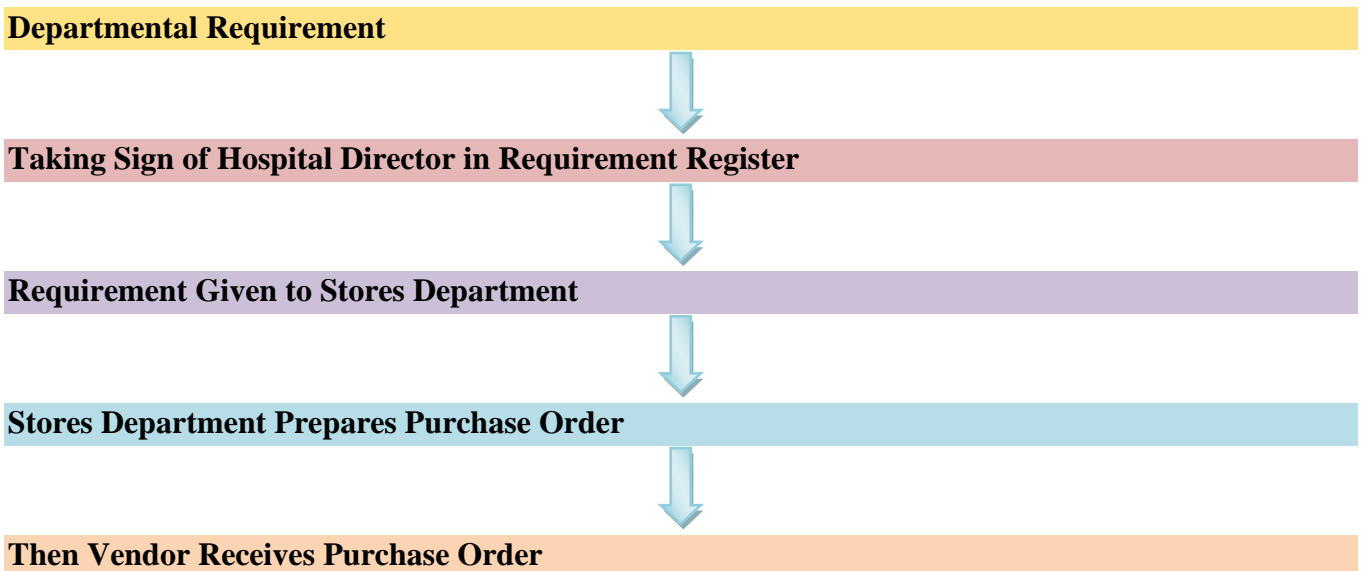 Departmental Requirement
Taking Sign of Hospital Director in Requirement Register
Requirement Given to Stores Department
Stores Department Prepares Purchase Order
Then Vendor Receives Purchase Order